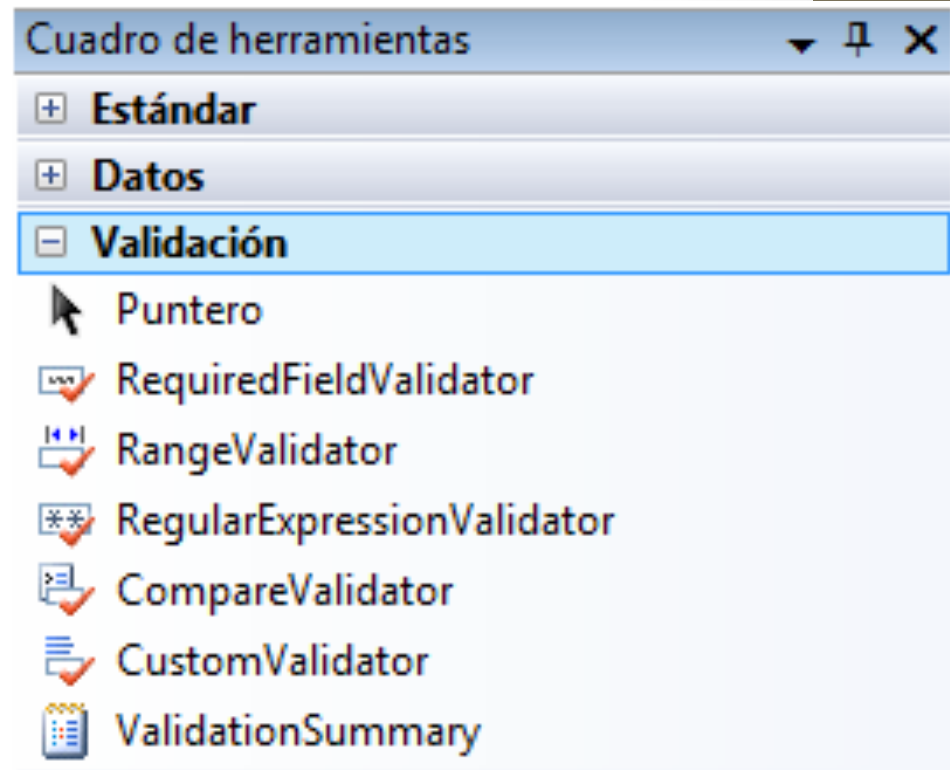 Cuadro de herramientas
Estándar
Datos
Validación
Puntero
RequiredFieldValidator
RangeValidator
RegularExpressionValidator
CompareValidator
CustomValidator
ValidationSummary